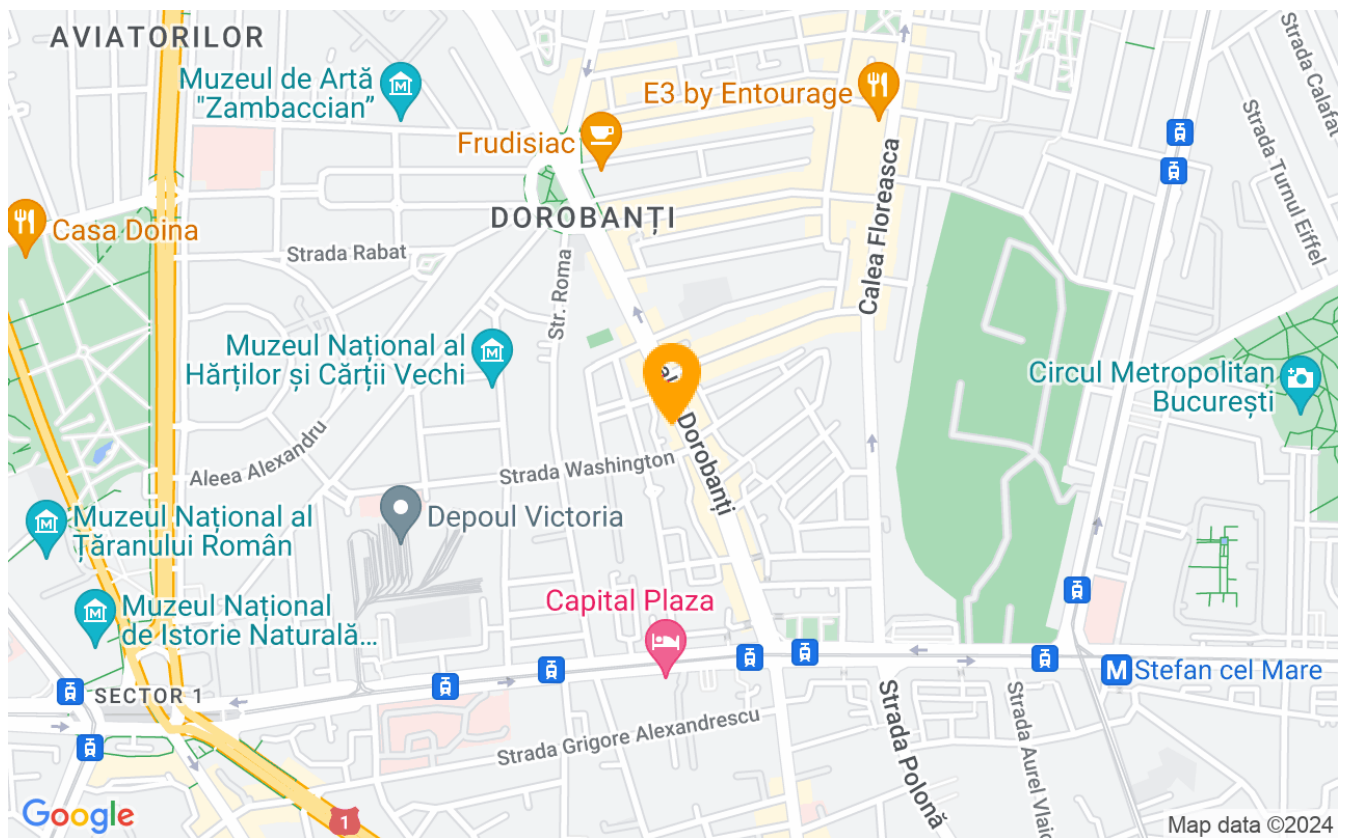 AVIATORILOR
Muzeul de Artă
"Zambaccian”
E3 by Entourage
Strada Calafat
Strada Turnul Eiffel
Frudisiac
Calea Floreasca
DOROBANȚI
Casa Doina
Strada Rabat
Str. Roma
Muzeul Național al
Hărților și Cărții Vechi
Circul Metropolitan
București
Dorobanți
Aleea Alexandru
Strada Washington
Muzeul Național al
Țăranului Român
Depoul Victoria
Capital Plaza
Muzeul Național
de Istorie Naturală...
M
Stefan cel Mare
SECTOR 1
Strada Grigore Alexandrescu
Strada Polonă
Strada Aurel Vlaic
Google
1
Map data ©2024